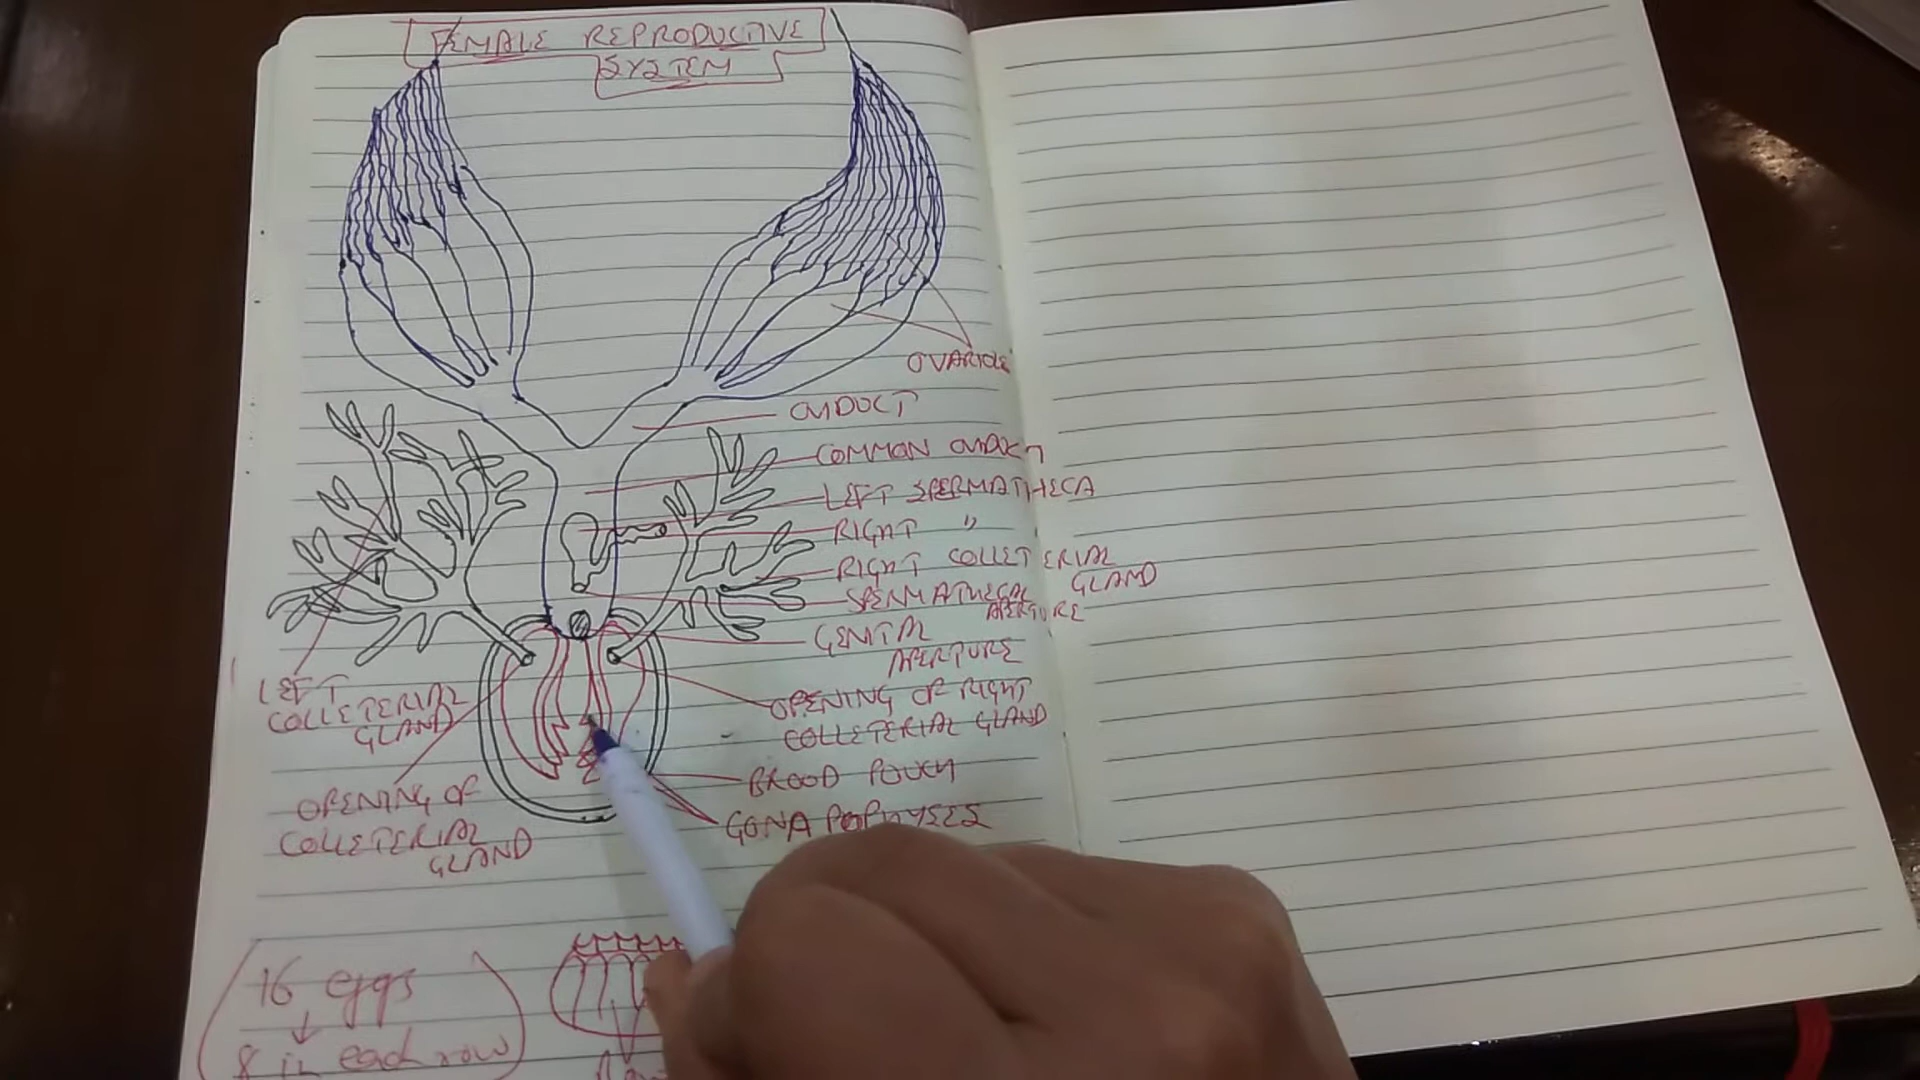 FEMALE REPRODUCTIVE
SYSTEM
OVARIOLE
OVIDUCT
COMMON OVIDUCT
LEFT SPERMATHECA
RIGHT "
RIGHT COLLETERIAL
GLAND
SPERMATHECAL
APERTURE
GENITAL
APERTURE
OPENING OF RIGHT
COLLETERIAL GLAND
BROOD POUCH
GONAPOPHYSES
LEFT
COLLETERIAL
GLAND
OPENING OF
COLLETERIAL
GLAND
16 eggs
↓
8 in each row